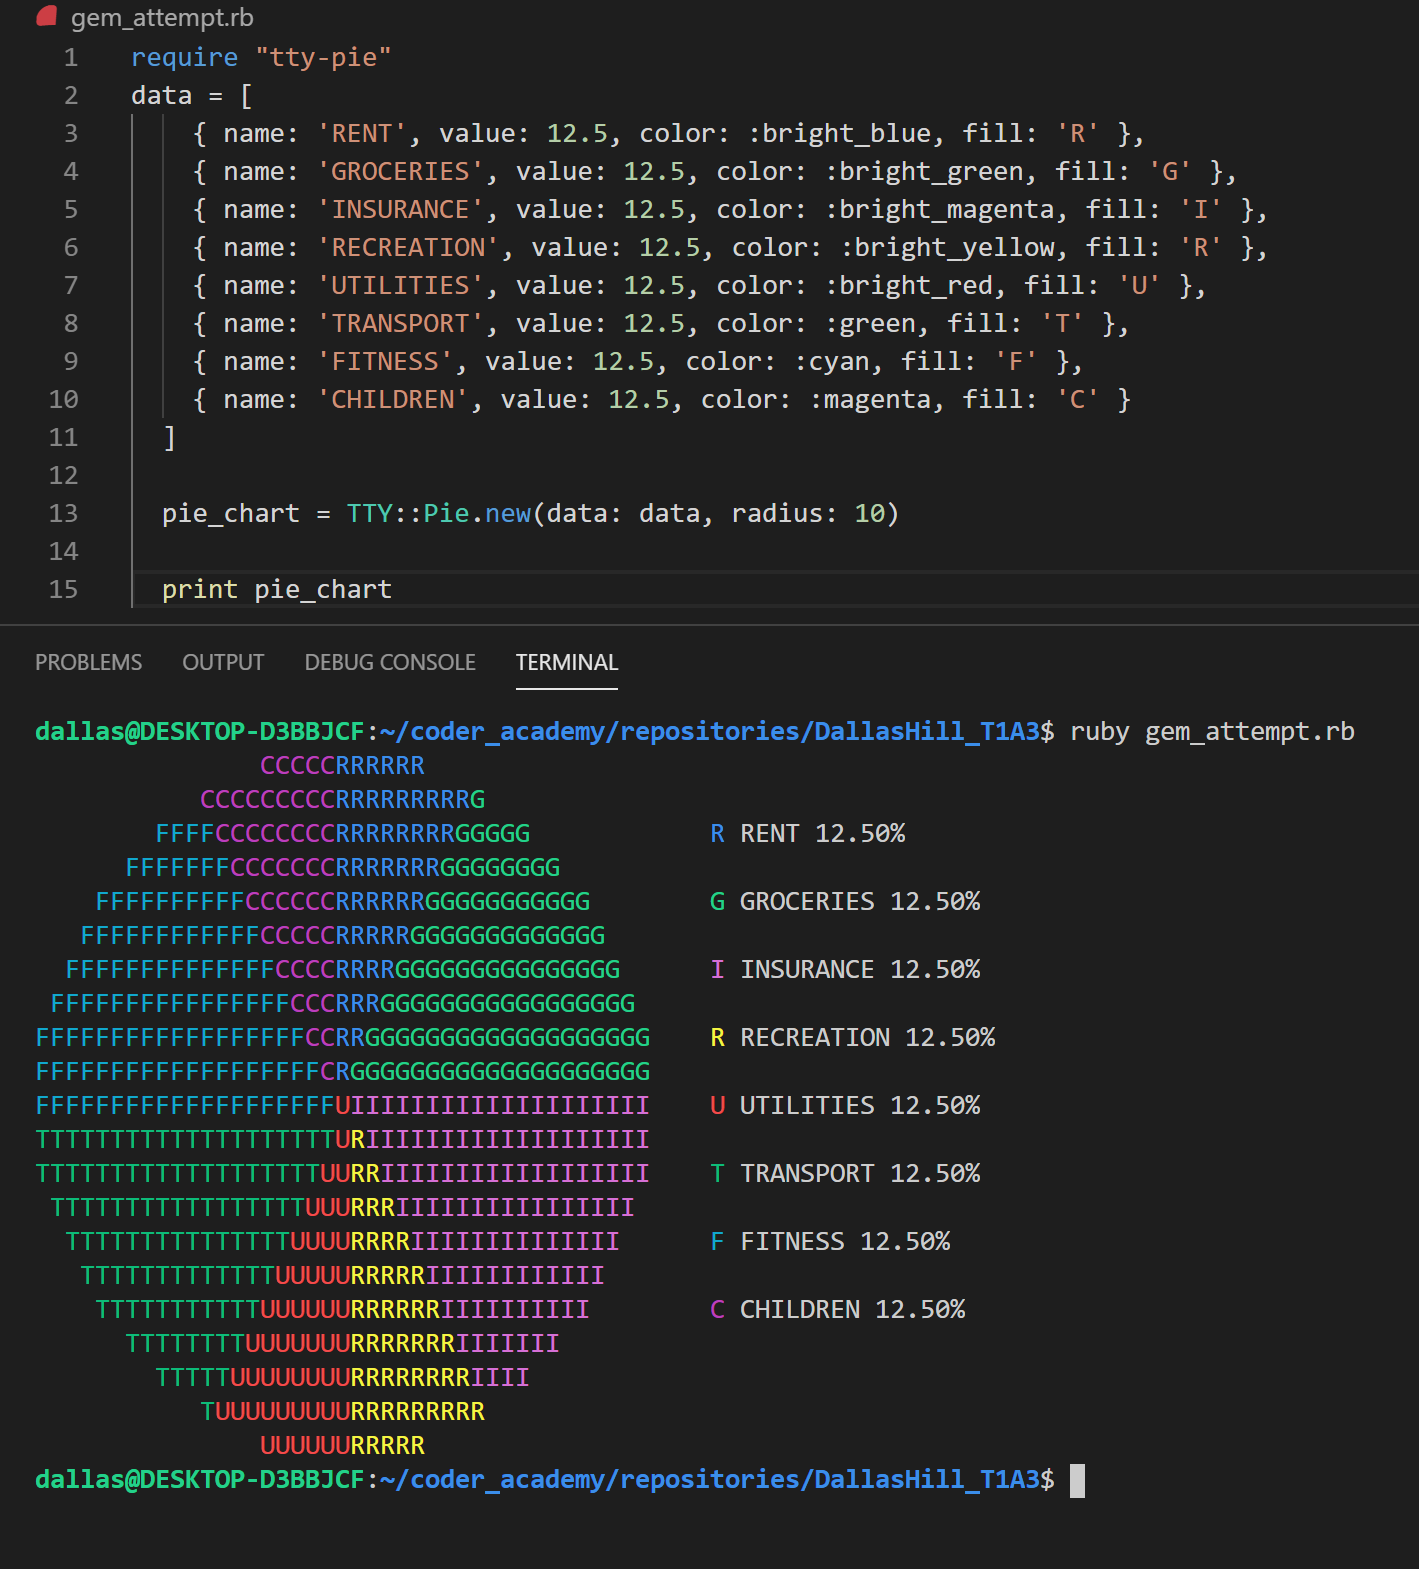 gem_attempt.rb
1 require "tty-pie"
2 data = [
3 { name: 'RENT', value: 12.5, color: :bright_blue, fill: 'R' },
4 { name: 'GROCERIES', value: 12.5, color: :bright_green, fill: 'G' },
5 { name: 'INSURANCE', value: 12.5, color: :bright_magenta, fill: 'I' },
6 { name: 'RECREATION', value: 12.5, color: :bright_yellow, fill: 'R' },
7 { name: 'UTILITIES', value: 12.5, color: :bright_red, fill: 'U' },
8 { name: 'TRANSPORT', value: 12.5, color: :green, fill: 'T' },
9 { name: 'FITNESS', value: 12.5, color: :cyan, fill: 'F' },
10 { name: 'CHILDREN', value: 12.5, color: :magenta, fill: 'C' }
11 ]
12
13 pie_chart = TTY::Pie.new(data: data, radius: 10)
14
15 print pie_chart
PROBLEMS OUTPUT DEBUG CONSOLE TERMINAL
dallas@DESKTOP-D3BBJCF:~/coder_academy/repositories/DallasHill_T1A3$ ruby gem_attempt.rb
CCCCCRRRRRR
CCCCCCCCCRRRRRRRRRG
FFFFCCCCCCCCRRRRRRRRGGGGG R RENT 12.50%
FFFFFFFCCCCCCCRRRRRRRGGGGGGGG
FFFFFFFFFFCCCCCCRRRRRRGGGGGGGGGGG G GROCERIES 12.50%
FFFFFFFFFFFFCCCCCRRRRRGGGGGGGGGGGGG
FFFFFFFFFFFFFFCCCCRRRRGGGGGGGGGGGGGGG I INSURANCE 12.50%
FFFFFFFFFFFFFFFFCCCRRRGGGGGGGGGGGGGGGGG
FFFFFFFFFFFFFFFFFFCCRRGGGGGGGGGGGGGGGGGGG R RECREATION 12.50%
FFFFFFFFFFFFFFFFFFFCRGGGGGGGGGGGGGGGGGGGG
FFFFFFFFFFFFFFFFFFFFUIIIIIIIIIIIIIIIIIIII U UTILITIES 12.50%
TTTTTTTTTTTTTTTTTTTTURIIIIIIIIIIIIIIIIIII
TTTTTTTTTTTTTTTTTTTUURRIIIIIIIIIIIIIIIIII T TRANSPORT 12.50%
TTTTTTTTTTTTTTTTTUUURRRIIIIIIIIIIIIIIII
TTTTTTTTTTTTTTTUUUURRRRIIIIIIIIIIIIII F FITNESS 12.50%
TTTTTTTTTTTTTUUUUURRRRRIIIIIIIIIIII
TTTTTTTTTTTUUUUUURRRRRRIIIIIIIIII C CHILDREN 12.50%
TTTTTTTTUUUUUUURRRRRRRIIIIIII
TTTTTUUUUUUUURRRRRRRRIIII
TUUUUUUUUURRRRRRRRR
UUUUUURRRRR
dallas@DESKTOP-D3BBJCF:~/coder_academy/repositories/DallasHill_T1A3$